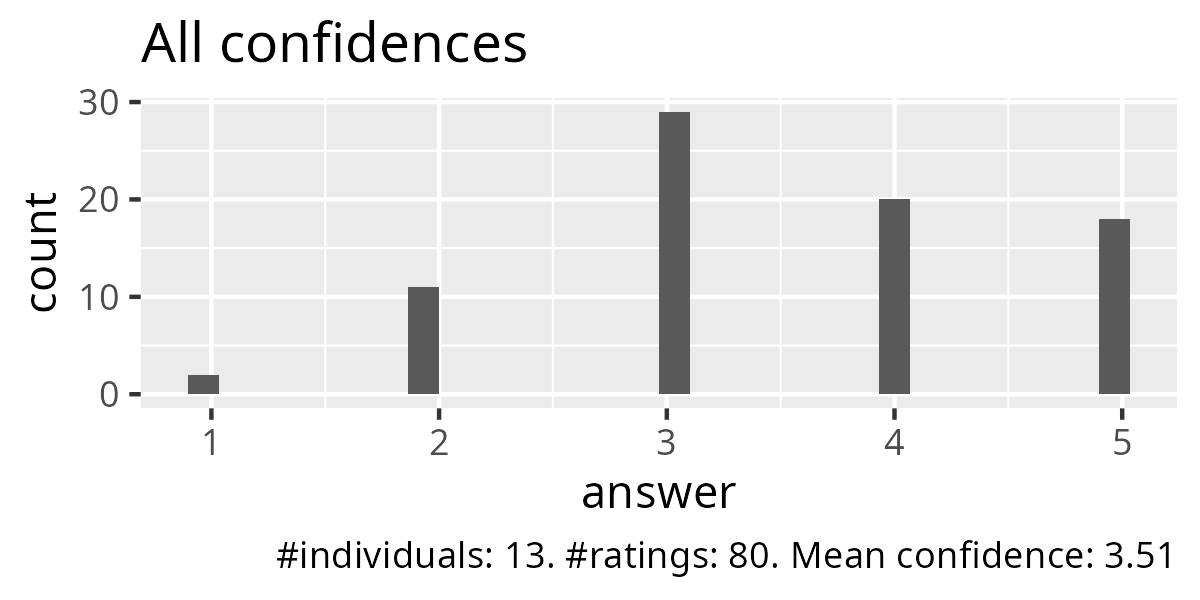 All confidences
30
20
10
0
count
1 2 3 4 5
answer
#individuals: 13. #ratings: 80. Mean confidence: 3.51